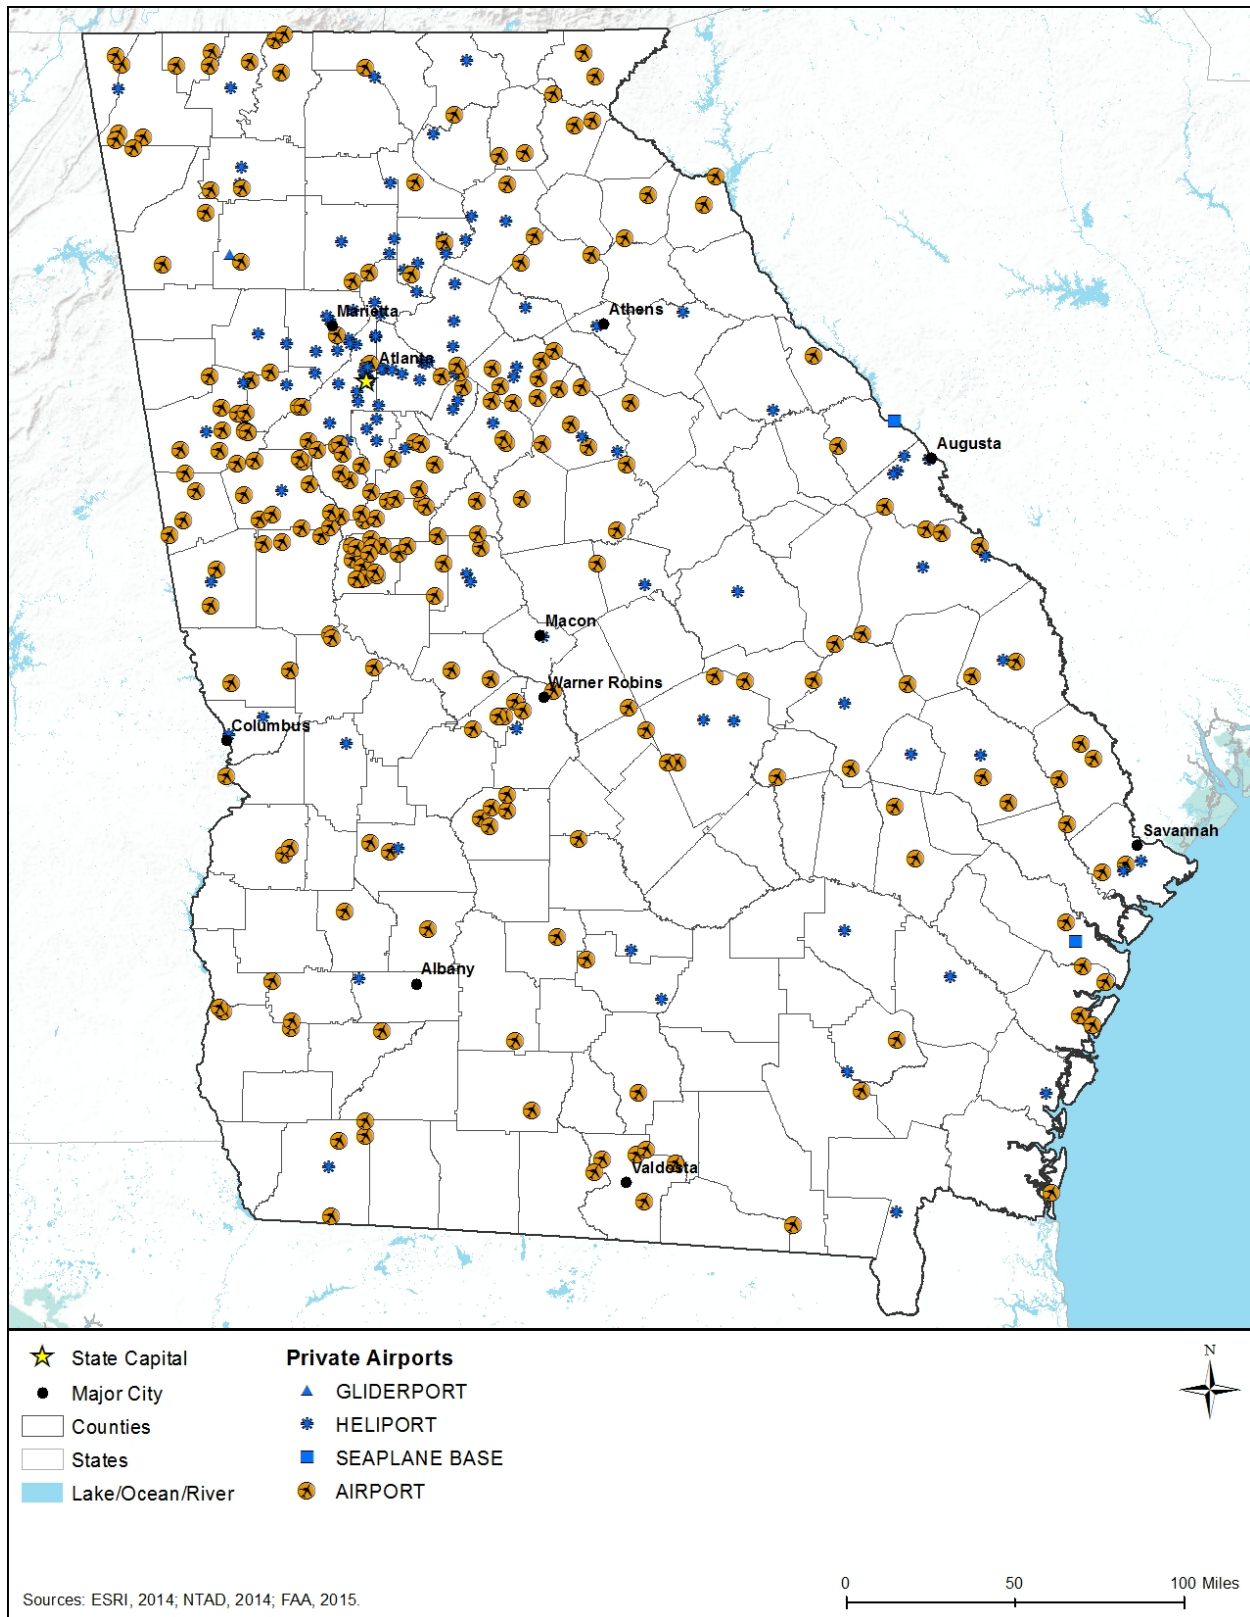 Marietta
Athens
Atlanta
Augusta
Macon
Warner Robins
Columbus
Savannah
Albany
Valdosta
State Capital
Major City
Counties
States
Lake/Ocean/River
Private Airports
GLIDERPORT
HELIPORT
SEAPLANE BASE
AIRPORT
N
0 50 100 Miles
Sources: ESRI, 2014; NTAD, 2014; FAA, 2015.